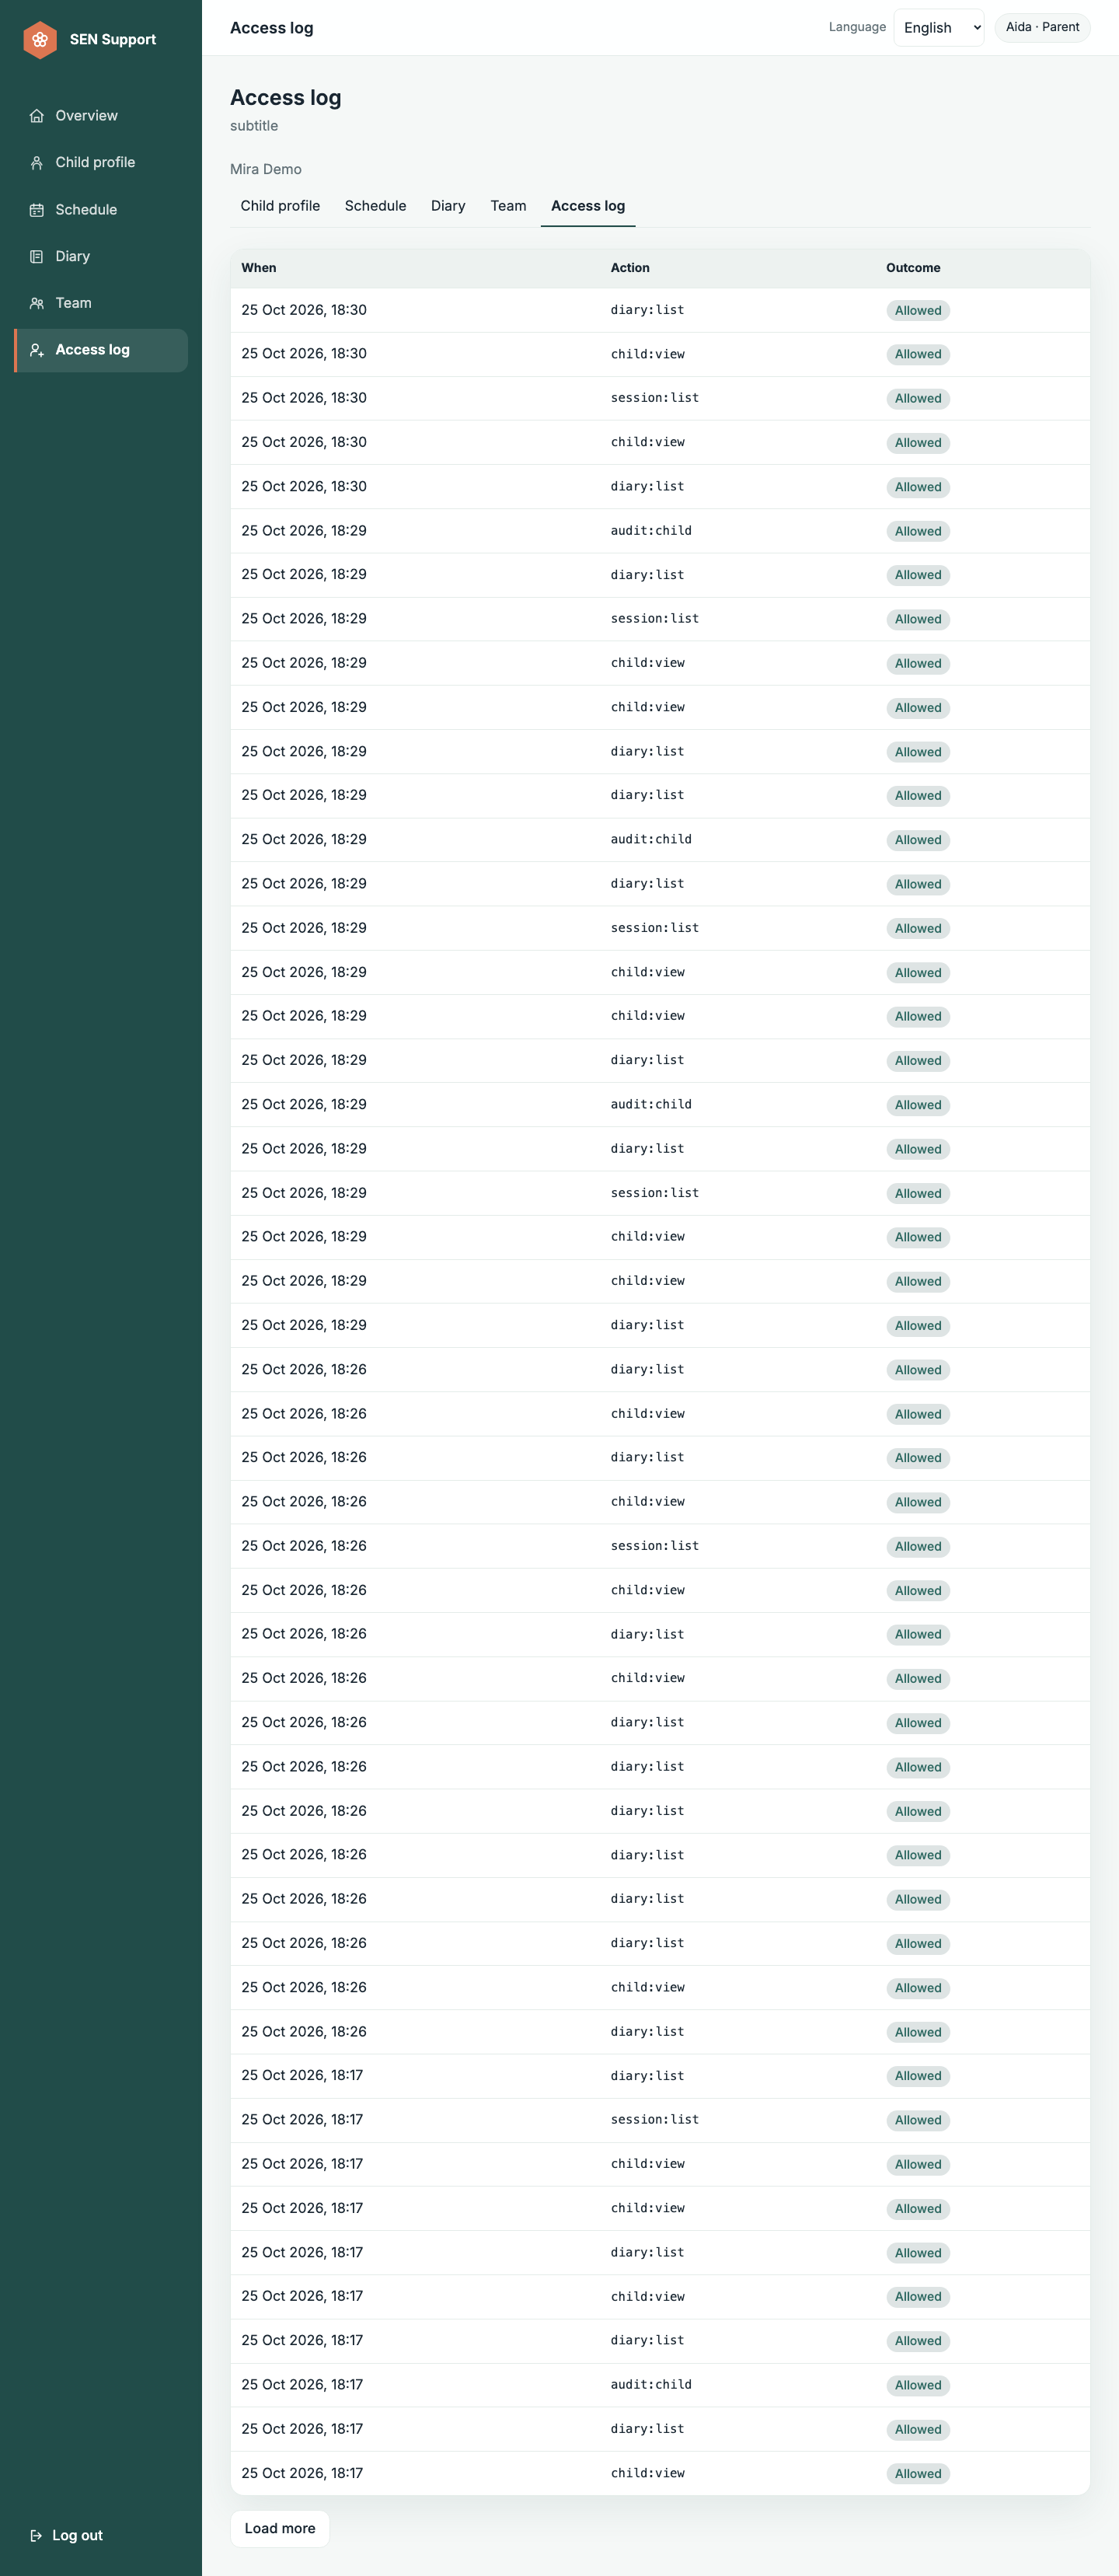 SEN Support
Overview
Child profile
Schedule
Diary
Team
Access log
Log out
Access log
Language English Aida · Parent
Access log
subtitle
Mira Demo
Child profile Schedule Diary Team Access log
When Action Outcome
25 Oct 2026, 18:30 diary:list Allowed
25 Oct 2026, 18:30 child:view Allowed
25 Oct 2026, 18:30 session:list Allowed
25 Oct 2026, 18:30 child:view Allowed
25 Oct 2026, 18:30 diary:list Allowed
25 Oct 2026, 18:29 audit:child Allowed
25 Oct 2026, 18:29 diary:list Allowed
25 Oct 2026, 18:29 session:list Allowed
25 Oct 2026, 18:29 child:view Allowed
25 Oct 2026, 18:29 child:view Allowed
25 Oct 2026, 18:29 diary:list Allowed
25 Oct 2026, 18:29 diary:list Allowed
25 Oct 2026, 18:29 audit:child Allowed
25 Oct 2026, 18:29 diary:list Allowed
25 Oct 2026, 18:29 session:list Allowed
25 Oct 2026, 18:29 child:view Allowed
25 Oct 2026, 18:29 child:view Allowed
25 Oct 2026, 18:29 diary:list Allowed
25 Oct 2026, 18:29 audit:child Allowed
25 Oct 2026, 18:29 diary:list Allowed
25 Oct 2026, 18:29 session:list Allowed
25 Oct 2026, 18:29 child:view Allowed
25 Oct 2026, 18:29 child:view Allowed
25 Oct 2026, 18:29 diary:list Allowed
25 Oct 2026, 18:26 diary:list Allowed
25 Oct 2026, 18:26 child:view Allowed
25 Oct 2026, 18:26 diary:list Allowed
25 Oct 2026, 18:26 child:view Allowed
25 Oct 2026, 18:26 session:list Allowed
25 Oct 2026, 18:26 child:view Allowed
25 Oct 2026, 18:26 diary:list Allowed
25 Oct 2026, 18:26 child:view Allowed
25 Oct 2026, 18:26 diary:list Allowed
25 Oct 2026, 18:26 diary:list Allowed
25 Oct 2026, 18:26 diary:list Allowed
25 Oct 2026, 18:26 diary:list Allowed
25 Oct 2026, 18:26 diary:list Allowed
25 Oct 2026, 18:26 diary:list Allowed
25 Oct 2026, 18:26 child:view Allowed
25 Oct 2026, 18:26 diary:list Allowed
25 Oct 2026, 18:17 diary:list Allowed
25 Oct 2026, 18:17 session:list Allowed
25 Oct 2026, 18:17 child:view Allowed
25 Oct 2026, 18:17 child:view Allowed
25 Oct 2026, 18:17 diary:list Allowed
25 Oct 2026, 18:17 child:view Allowed
25 Oct 2026, 18:17 diary:list Allowed
25 Oct 2026, 18:17 audit:child Allowed
25 Oct 2026, 18:17 diary:list Allowed
25 Oct 2026, 18:17 child:view Allowed
Load more